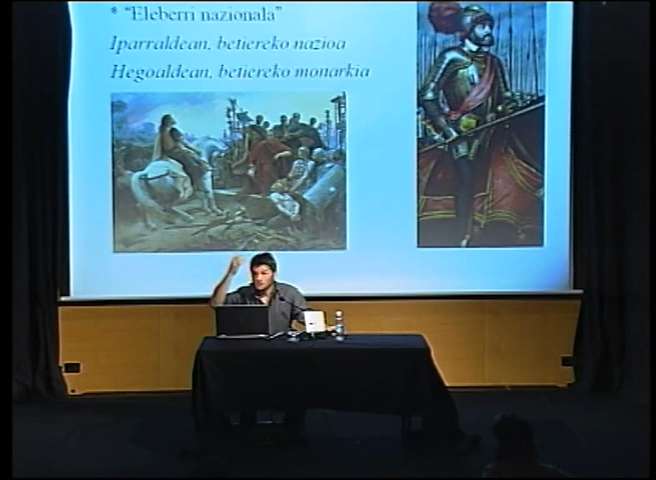 * “Eleberri nazionala”
Iparraldean, betiereko nazioa
Hegoaldean, betiereko monarkia